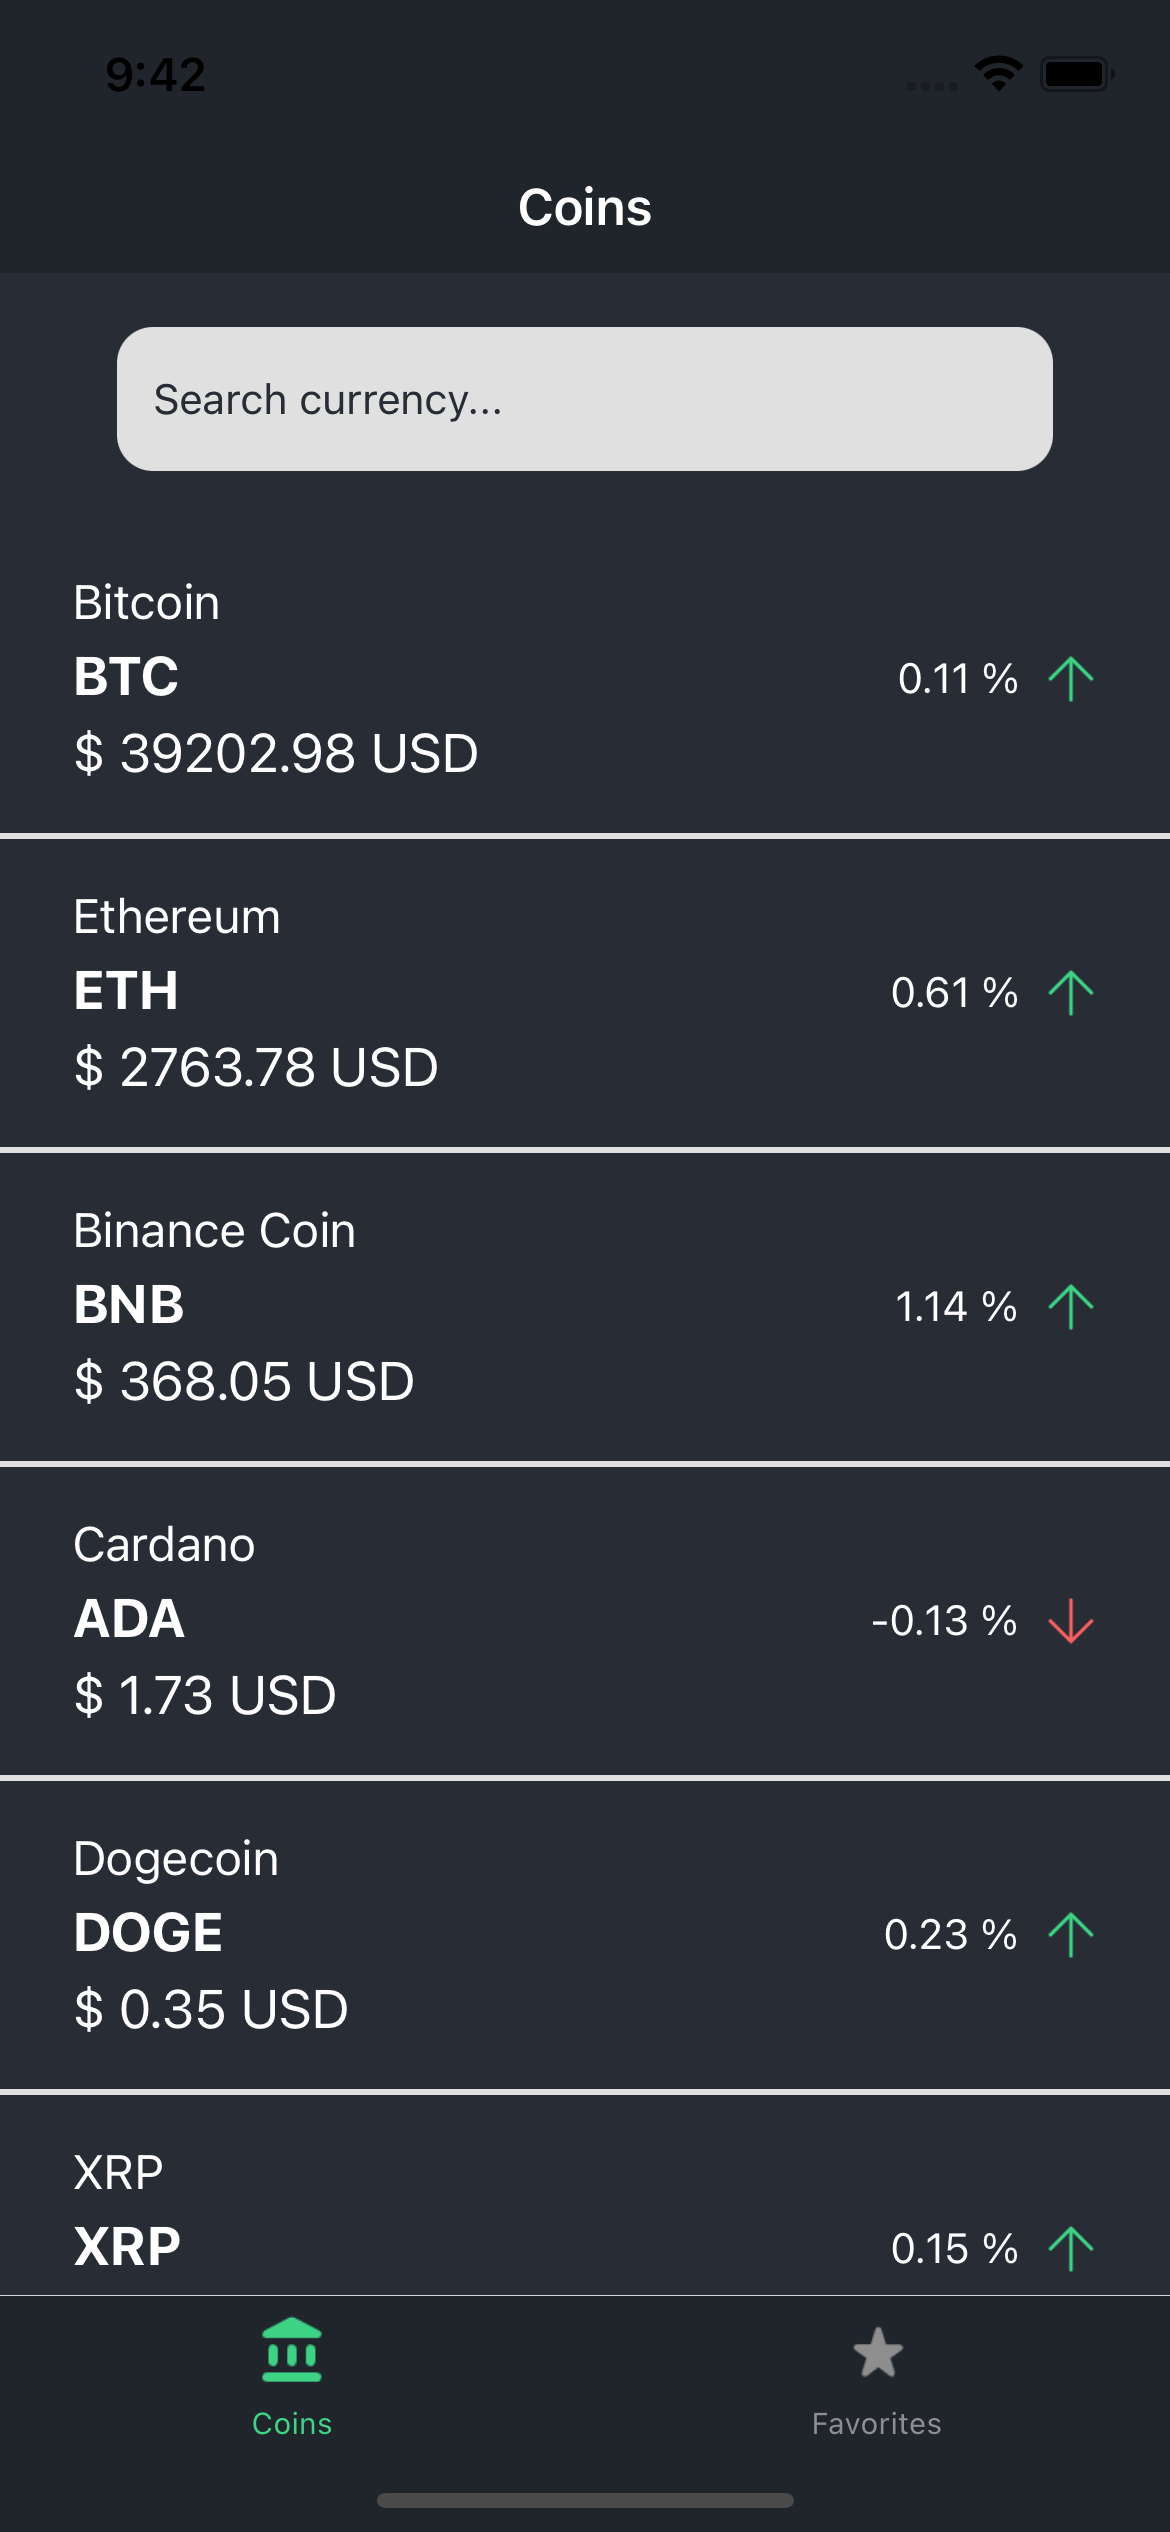 9:42
Coins
Search currency...
Bitcoin
BTC
0.11 %
$ 39202.98 USD
Ethereum
ETH
0.61 %
$ 2763.78 USD
Binance Coin
BNB
1.14 %
$ 368.05 USD
Cardano
ADA
-0.13 %
$ 1.73 USD
Dogecoin
DOGE
0.23 %
$ 0.35 USD
XRP
XRP
0.15 %
Coins
Favorites